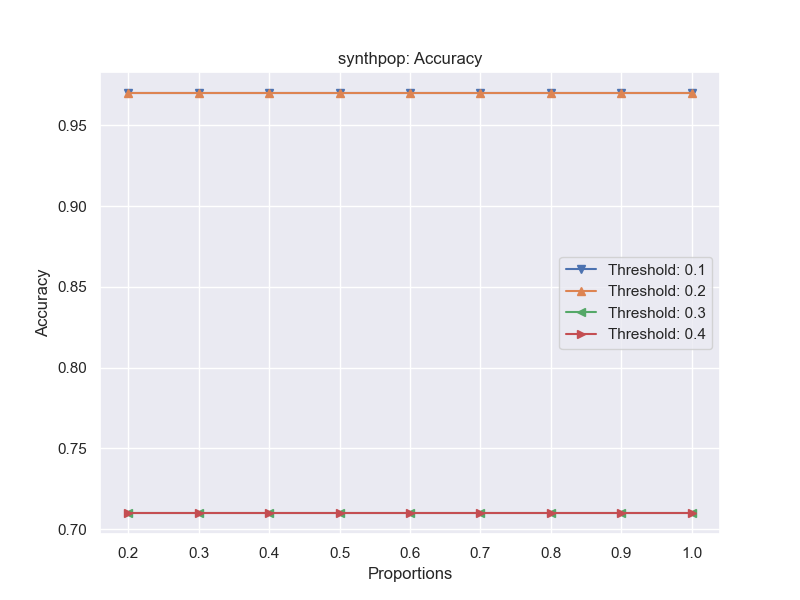 synthpop: Accuracy
0.95
0.90
0.85
0.80
0.75
0.70
Accuracy
Threshold: 0.1
Threshold: 0.2
Threshold: 0.3
Threshold: 0.4
0.2 0.3 0.4 0.5 0.6 0.7 0.8 0.9 1.0
Proportions